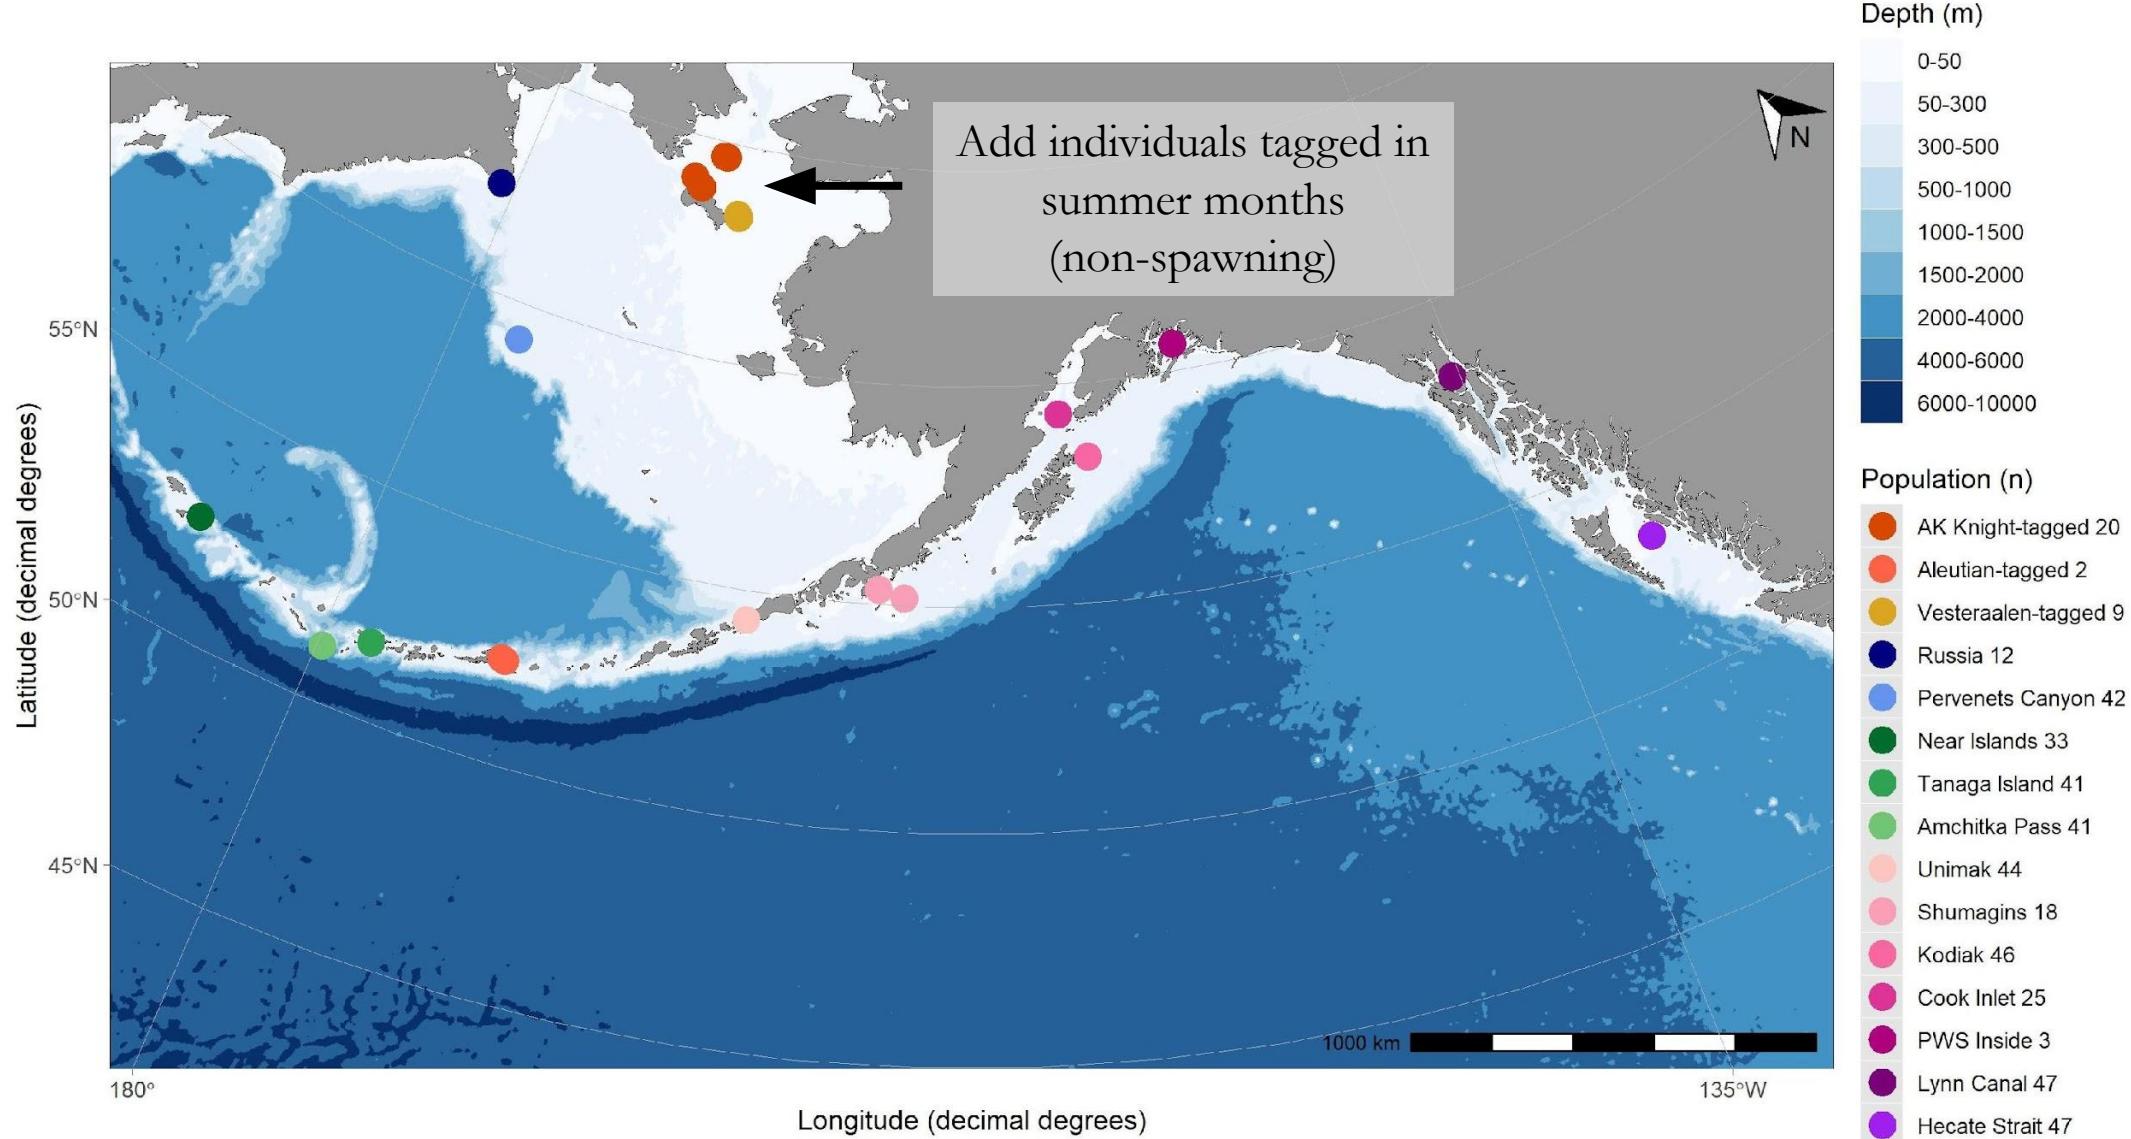 Depth (m)
0-50
50-300
300-500
500-1000
1000-1500
1500-2000
2000-4000
4000-6000
6000-10000
N
Add individuals tagged in
summer months
(non-spawning)
55°N
50°N
45°N
Latitude (decimal degrees)
1000 km
180°
135°W
Longitude (decimal degrees)
Population (n)
AK Knight-tagged 20
Aleutian-tagged 2
Vesteraalen-tagged 9
Russia 12
Pervenets Canyon 42
Near Islands 33
Tanaga Island 41
Amchitka Pass 41
Unimak 44
Shumagins 18
Kodiak 46
Cook Inlet 25
PWS Inside 3
Lynn Canal 47
Hecate Strait 47